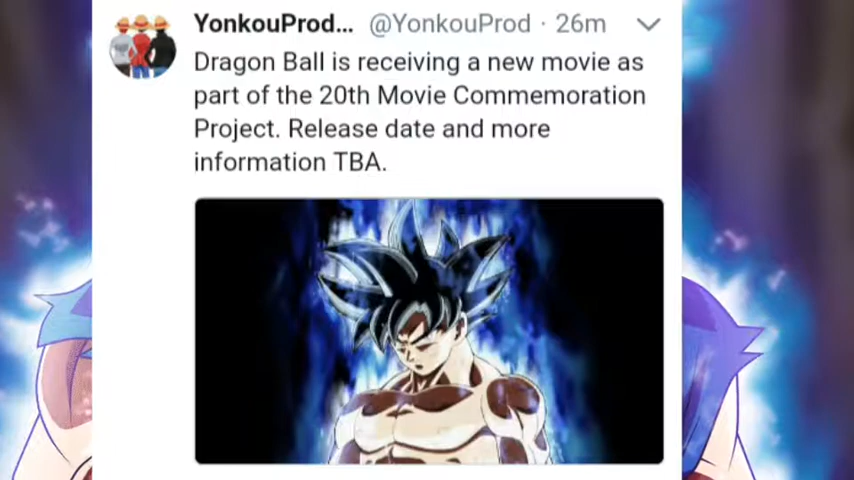 YonkouProd... @YonkouProd · 26m
Dragon Ball is receiving a new movie as
part of the 20th Movie Commemoration
Project. Release date and more
information TBA.